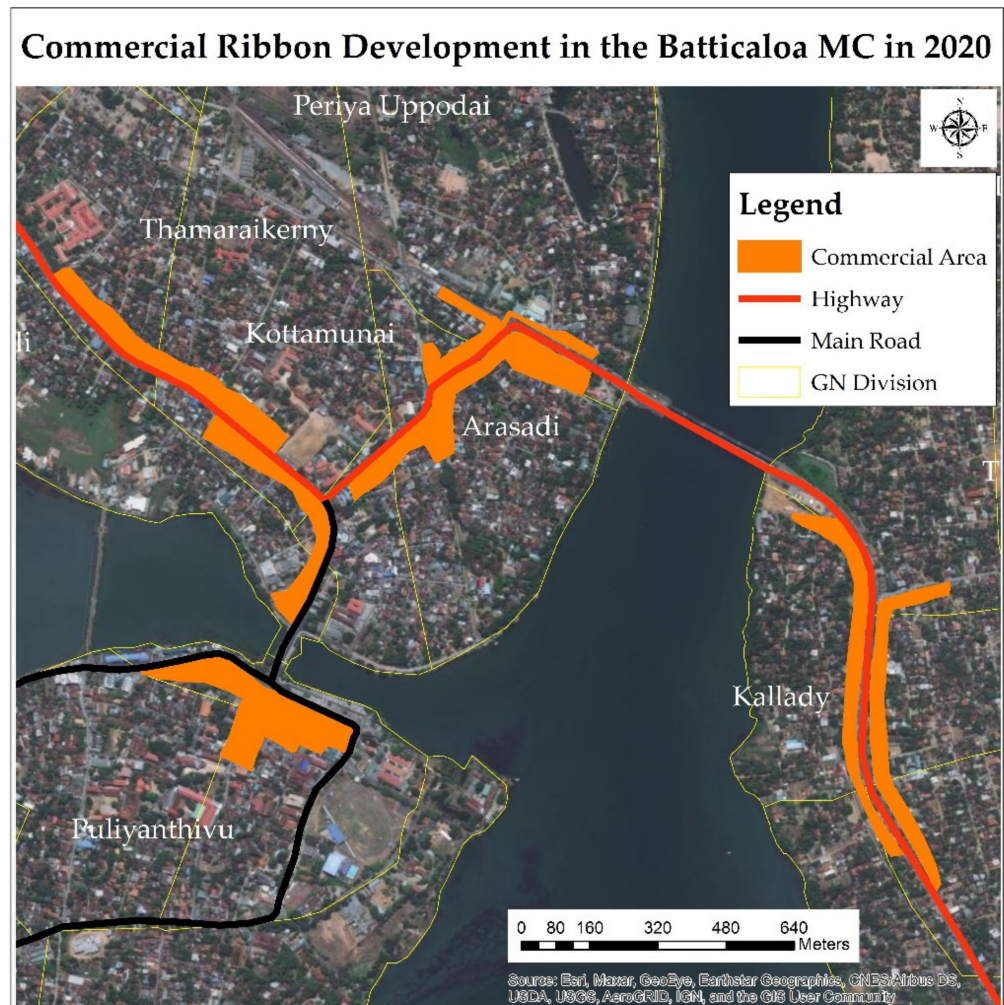 Commercial Ribbon Development in the Batticaloa MC in 2020
Periya Uppodai
N
W E
S
Legend
Commercial Area
Highway
Main Road
GN Division
Thamaraikerny
Kottamunai
li
Arasadi
T
Kallady
Puliyanthivu
0 80 160 320 480 640
Meters
Source: Esri, Maxar, GeoEye, Earthstar Geographics, CNES/Airbus DS,
USDA, USGS, AeroGRID, IGN, and the GIS User Community